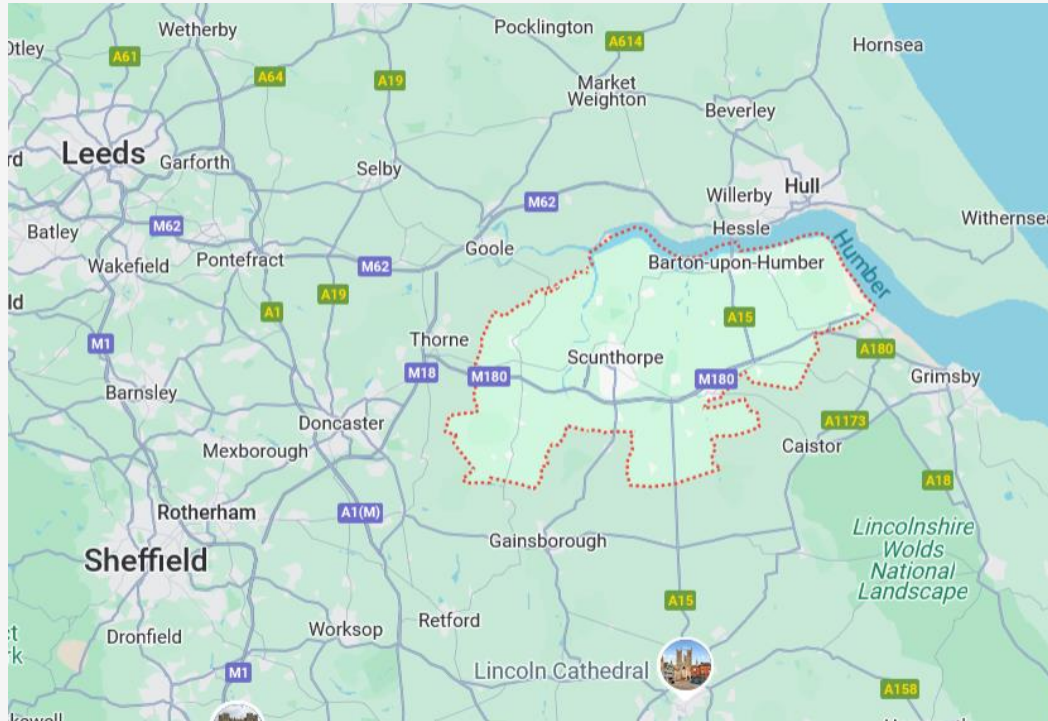 Otley
Wetherby
Pocklington
A614
Hornsea
A61
A64
A19
Market
Weighton
Beverley
Leeds
Garforth
Selby
Willerby
Hull
M62
Hessle
Withernsea
Batley
M62
Goole
Humber
Wakefield
Pontefract
M62
Barton-upon-Humber
A19
A1
A15
M1
Thorne
Scunthorpe
A180
M18
M180
M180
Grimsby
Barnsley
Doncaster
A1173
Mexborough
Caistor
A18
Rotherham
A1(M)
Lincolnshire
Wolds
National
Landscape
Sheffield
Gainsborough
A15
Retford
Worksop
Dronfield
Lincoln Cathedral
M1
A158